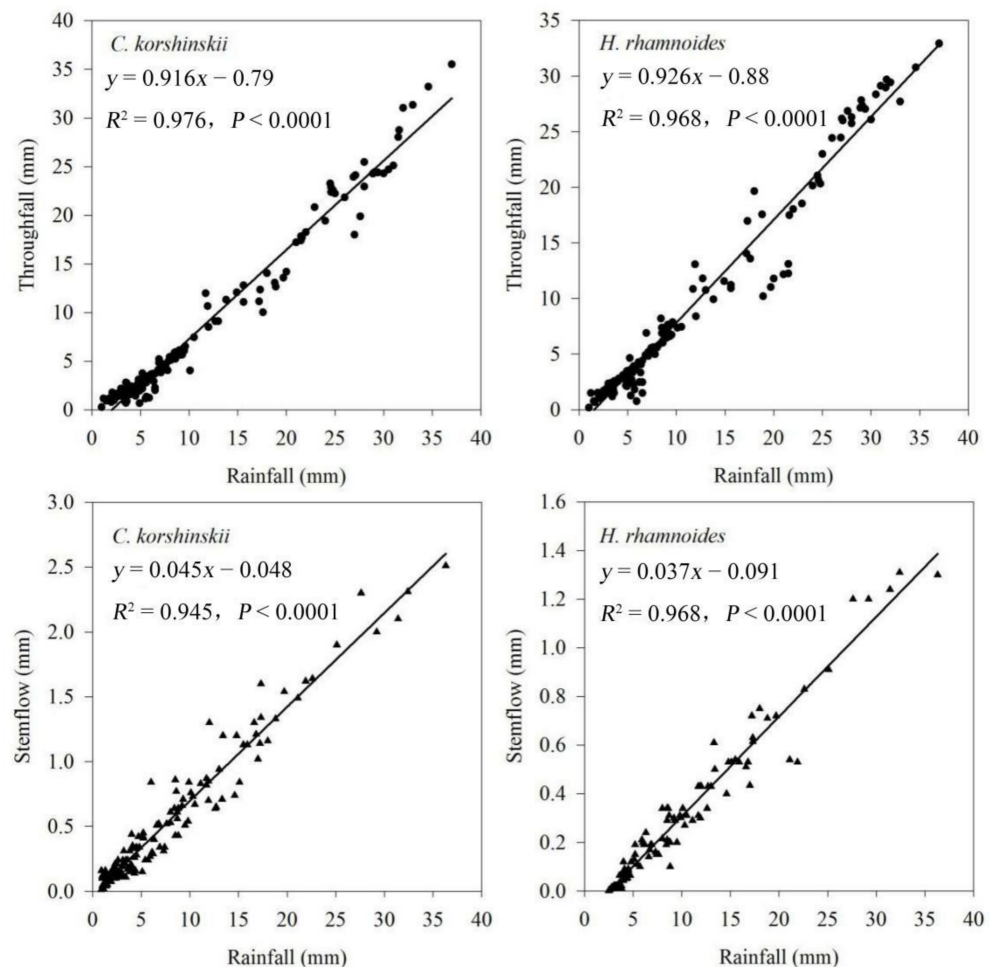 C. korshinskii
y = 0.916x − 0.79
R² = 0.976, P < 0.0001
Throughfall (mm)
40
35
30
25
20
15
10
5
0
0 5 10 15 20 25 30 35 40
Rainfall (mm)
H. rhamnoides
y = 0.926x − 0.88
R² = 0.968, P < 0.0001
Throughfall (mm)
35
30
25
20
15
10
5
0
0 5 10 15 20 25 30 35 40
Rainfall (mm)
C. korshinskii
y = 0.045x − 0.048
R² = 0.945, P < 0.0001
Stemflow (mm)
3.0
2.5
2.0
1.5
1.0
0.5
0.0
0 5 10 15 20 25 30 35 40
Rainfall (mm)
H. rhamnoides
y = 0.037x − 0.091
R² = 0.968, P < 0.0001
Stemflow (mm)
1.6
1.4
1.2
1.0
0.8
0.6
0.4
0.2
0.0
0 5 10 15 20 25 30 35 40
Rainfall (mm)